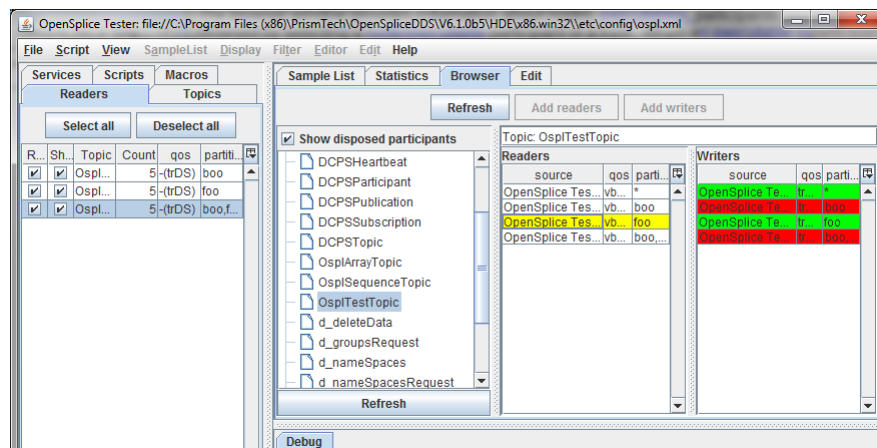 OpenSplice Tester: file://C:\Program Files (x86)\PrismTech\OpenSpliceDDS\V6.1.0b5\HDE\x86.win32\\etc\config\ospl.xml
File Script View SampleList Display Filter Editor Edit Help
Services Scripts Macros
Readers Topics
Select all Deselect all
R... Sh... Topic Count qos partiti...
Ospl... 5 -(trDS) boo
Ospl... 5 -(trDS) foo
Ospl... 5 -(trDS) boo,f...
Sample List Statistics Browser Edit
Refresh Add readers Add writers
Show disposed participants
DCPSHeartbeat
DCPSParticipant
DCPSPublication
DCPSSubscription
DCPSTopic
OsplArrayTopic
OsplSequenceTopic
OsplTestTopic
d_deleteData
d_groupsRequest
d_nameSpaces
d_nameSpacesRequest
Refresh
Topic: OsplTestTopic
Readers
source qos parti...
OpenSplice Tes... vb... *
OpenSplice Tes... vb... boo
OpenSplice Tes... vb... foo
OpenSplice Tes... vb... boo,...
Writers
source qos parti...
OpenSplice Te... tr... *
OpenSplice Te... tr... boo
OpenSplice Te... tr... foo
OpenSplice Te... tr... boo,...
Debug